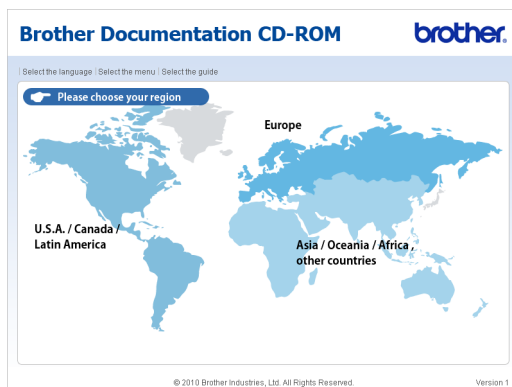 Brother Documentation CD-ROM
brother.
| Select the language | Select the menu | Select the guide
Please choose your region
Europe
U.S.A. / Canada /
Latin America
Asia / Oceania / Africa ,
other countries
© 2010 Brother Industries, Ltd. All Rights Reserved.
Version 1